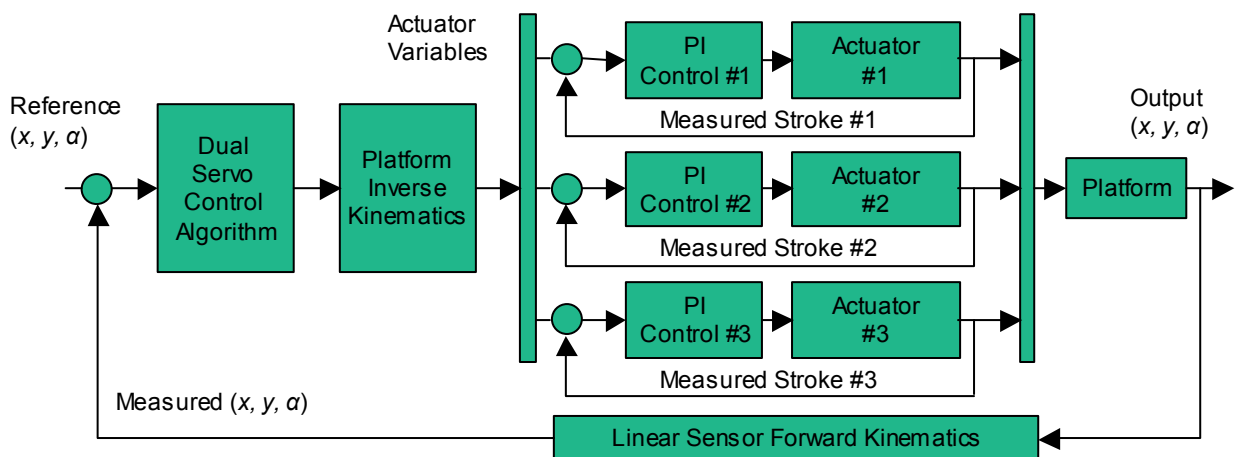 Actuator
Variables
Reference
(x, y, α)
Dual
Servo
Control
Algorithm
Platform
Inverse
Kinematics
PI
Control #1
Actuator
#1
Measured Stroke #1
PI
Control #2
Actuator
#2
Measured Stroke #2
PI
Control #3
Actuator
#3
Measured Stroke #3
Platform
Output
(x, y, α)
Measured (x, y, α)
Linear Sensor Forward Kinematics